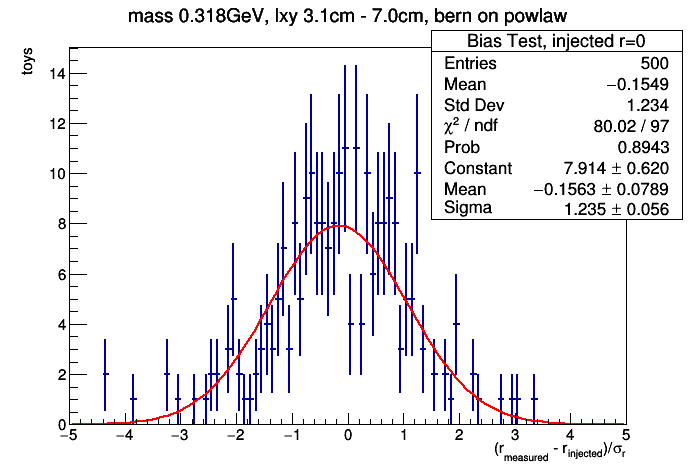 mass 0.318GeV, lxy 3.1cm - 7.0cm, bern on powlaw
Bias Test, injected r=0
Entries 500
Mean −0.1549
Std Dev 1.234
χ² / ndf 80.02 / 97
Prob 0.8943
Constant 7.914 ± 0.620
Mean −0.1563 ± 0.0789
Sigma 1.235 ± 0.056
toys
14
12
10
8
6
4
2
0
−5 −4 −3 −2 −1 0 1 2 3 4 5
(r_measured - r_injected)/σ_r